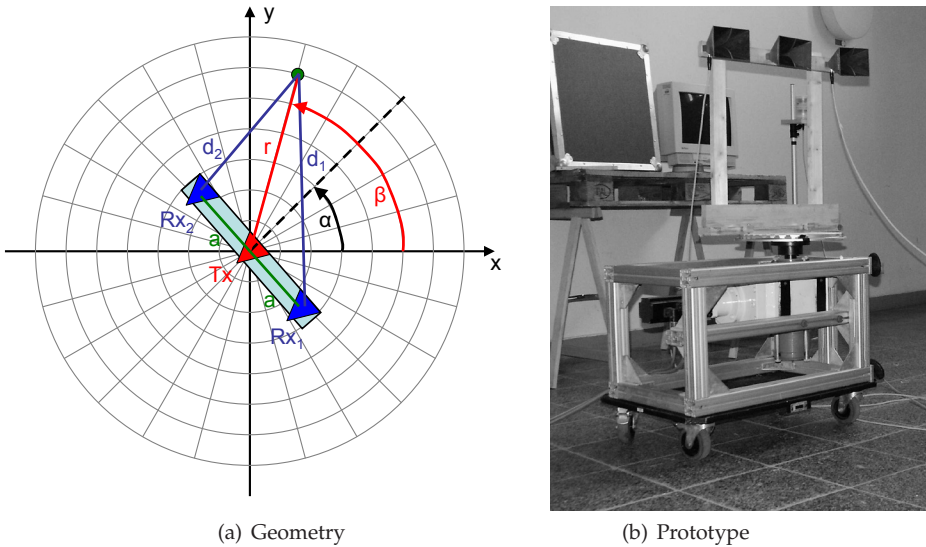 y
d₂
r
d₁
β
Rx₂
α
a
x
Tx
a
Rx₁
(a) Geometry
(b) Prototype